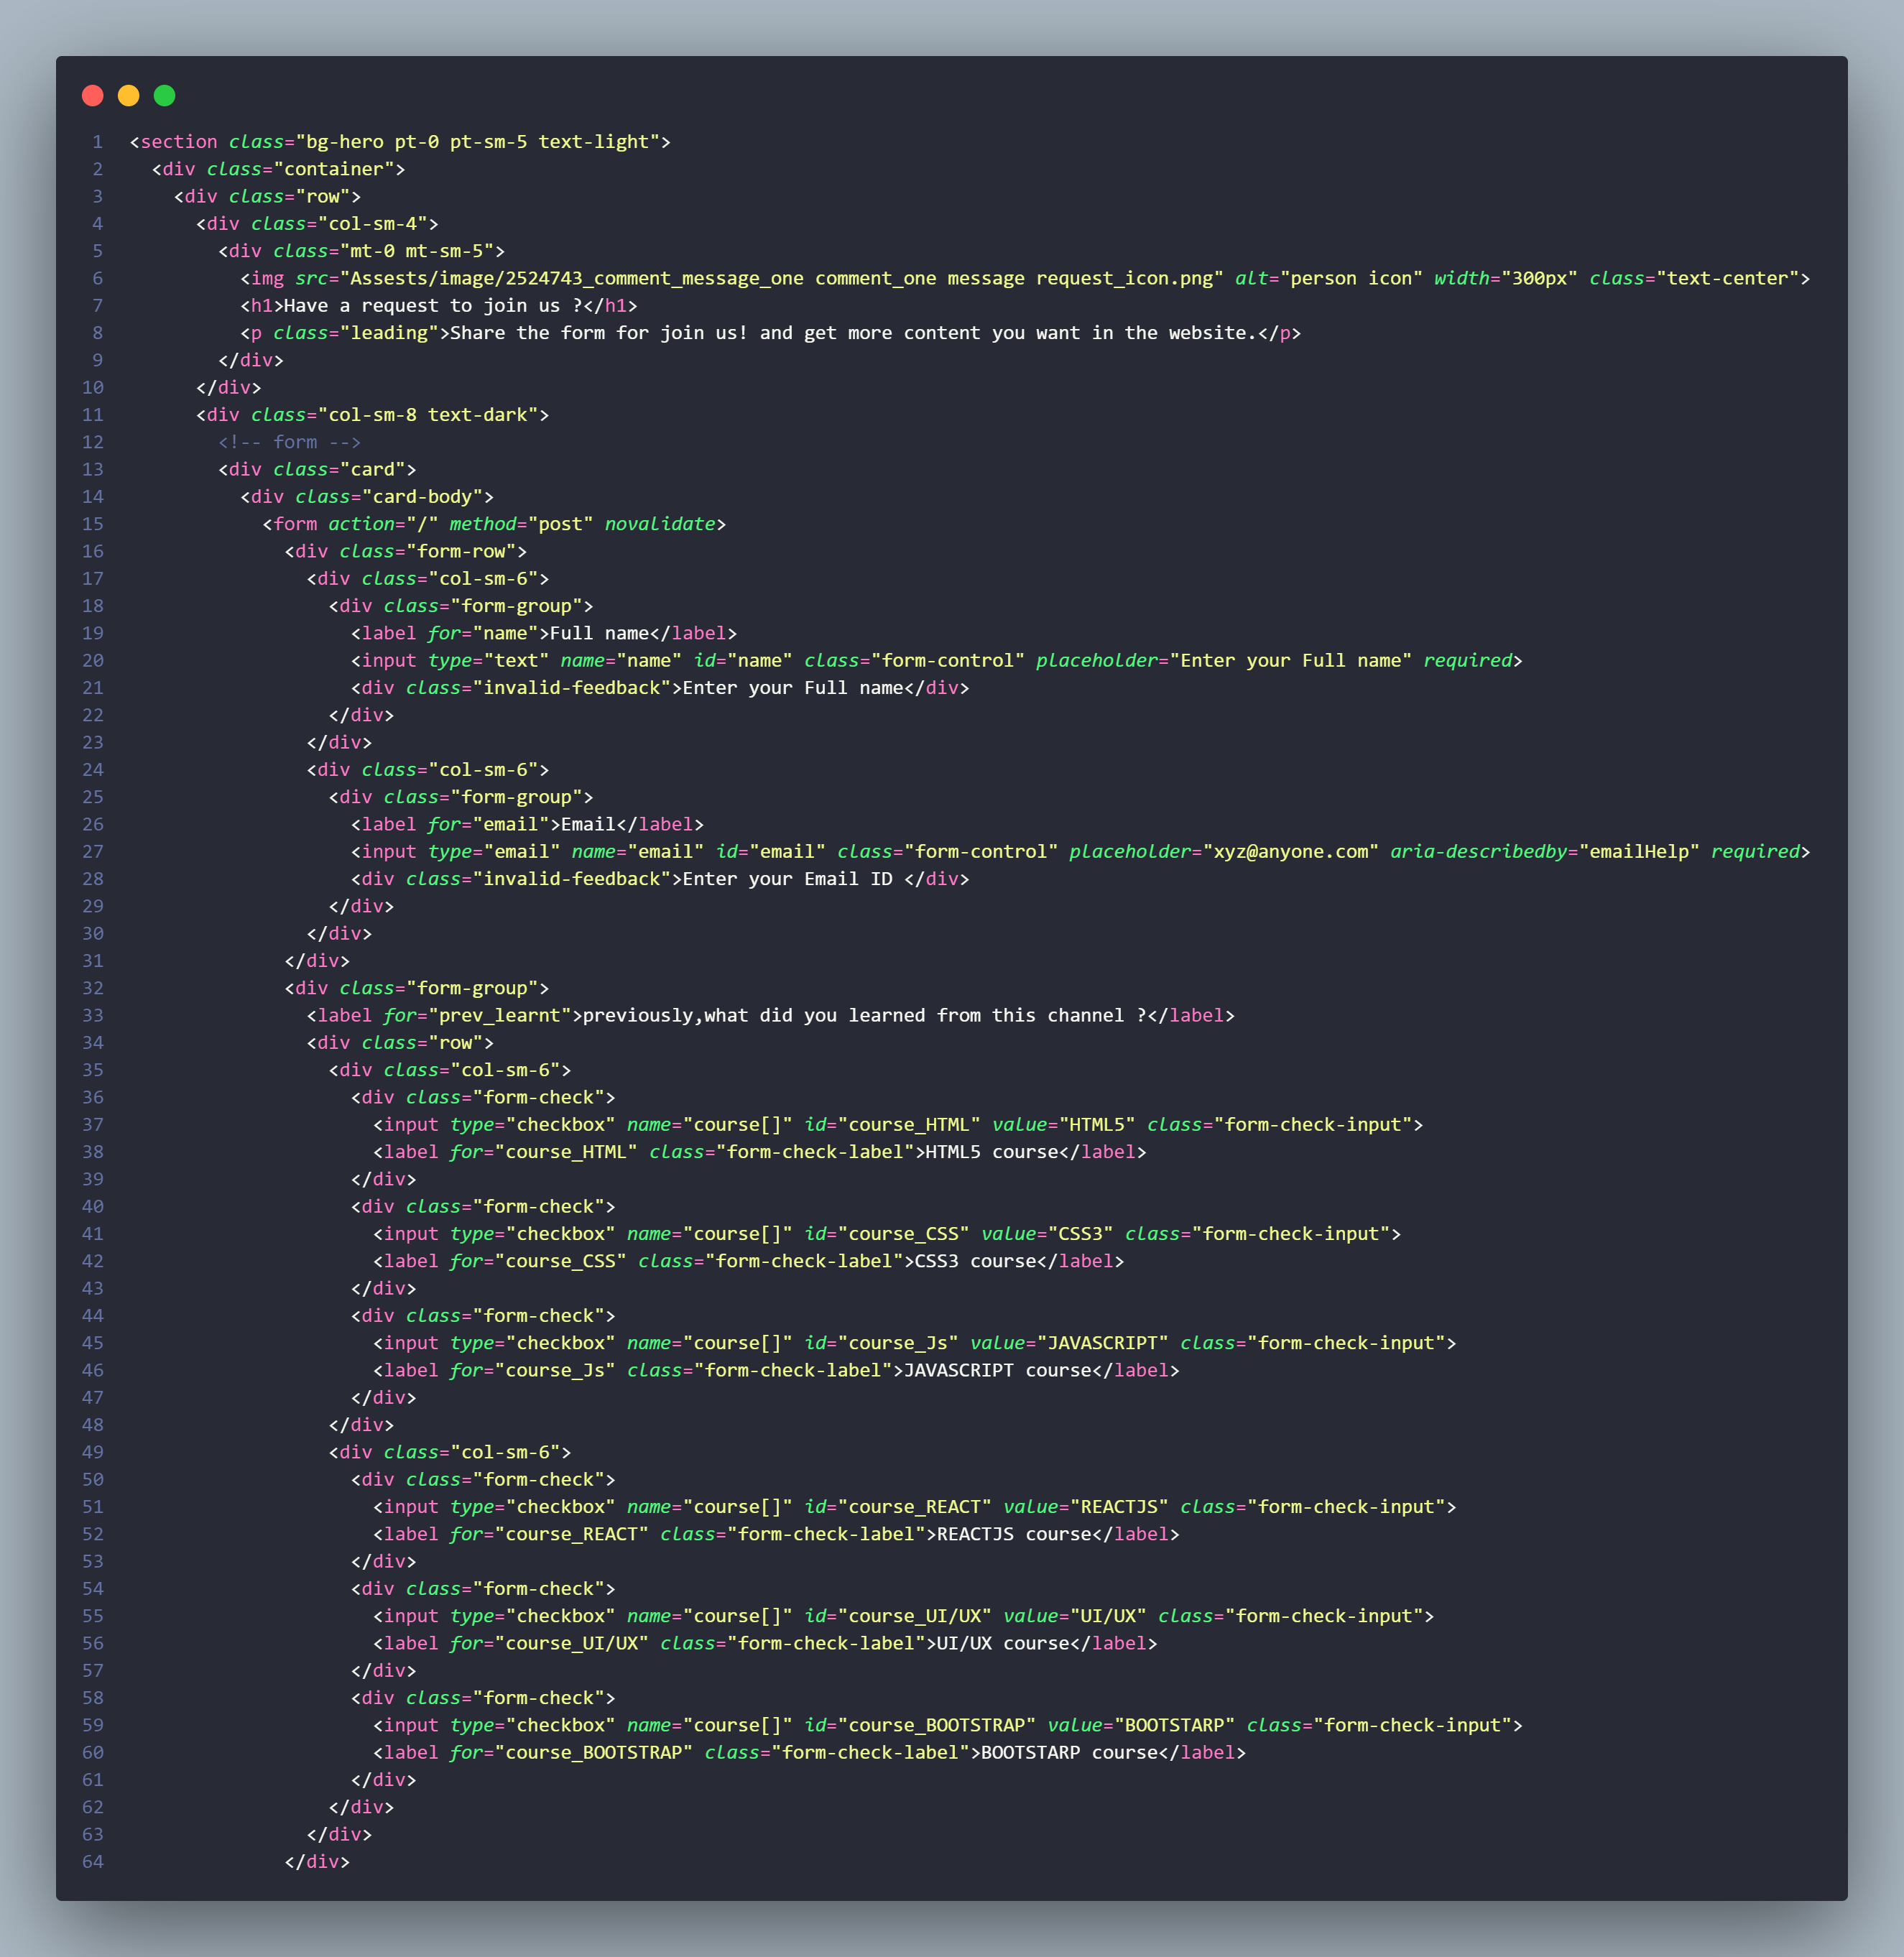 1 <section class="bg-hero pt-0 pt-sm-5 text-light">
2 <div class="container">
3 <div class="row">
4 <div class="col-sm-4">
5 <div class="mt-0 mt-sm-5">
6 <img src="Assests/image/2524743_comment_message_one comment_one message request_icon.png" alt="person icon" width="300px" class="text-center">
7 <h1>Have a request to join us ?</h1>
8 <p class="leading">Share the form for join us! and get more content you want in the website.</p>
9 </div>
10 </div>
11 <div class="col-sm-8 text-dark">
12 <!-- form -->
13 <div class="card">
14 <div class="card-body">
15 <form action="/" method="post" novalidate>
16 <div class="form-row">
17 <div class="col-sm-6">
18 <div class="form-group">
19 <label for="name">Full name</label>
20 <input type="text" name="name" id="name" class="form-control" placeholder="Enter your Full name" required>
21 <div class="invalid-feedback">Enter your Full name</div>
22 </div>
23 </div>
24 <div class="col-sm-6">
25 <div class="form-group">
26 <label for="email">Email</label>
27 <input type="email" name="email" id="email" class="form-control" placeholder="xyz@anyone.com" aria-describedby="emailHelp" required>
28 <div class="invalid-feedback">Enter your Email ID </div>
29 </div>
30 </div>
31 </div>
32 <div class="form-group">
33 <label for="prev_learnt">previously,what did you learned from this channel ?</label>
34 <div class="row">
35 <div class="col-sm-6">
36 <div class="form-check">
37 <input type="checkbox" name="course[]" id="course_HTML" value="HTML5" class="form-check-input">
38 <label for="course_HTML" class="form-check-label">HTML5 course</label>
39 </div>
40 <div class="form-check">
41 <input type="checkbox" name="course[]" id="course_CSS" value="CSS3" class="form-check-input">
42 <label for="course_CSS" class="form-check-label">CSS3 course</label>
43 </div>
44 <div class="form-check">
45 <input type="checkbox" name="course[]" id="course_Js" value="JAVASCRIPT" class="form-check-input">
46 <label for="course_Js" class="form-check-label">JAVASCRIPT course</label>
47 </div>
48 </div>
49 <div class="col-sm-6">
50 <div class="form-check">
51 <input type="checkbox" name="course[]" id="course_REACT" value="REACTJS" class="form-check-input">
52 <label for="course_REACT" class="form-check-label">REACTJS course</label>
53 </div>
54 <div class="form-check">
55 <input type="checkbox" name="course[]" id="course_UI/UX" value="UI/UX" class="form-check-input">
56 <label for="course_UI/UX" class="form-check-label">UI/UX course</label>
57 </div>
58 <div class="form-check">
59 <input type="checkbox" name="course[]" id="course_BOOTSTRAP" value="BOOTSTARP" class="form-check-input">
60 <label for="course_BOOTSTRAP" class="form-check-label">BOOTSTARP course</label>
61 </div>
62 </div>
63 </div>
64 </div>